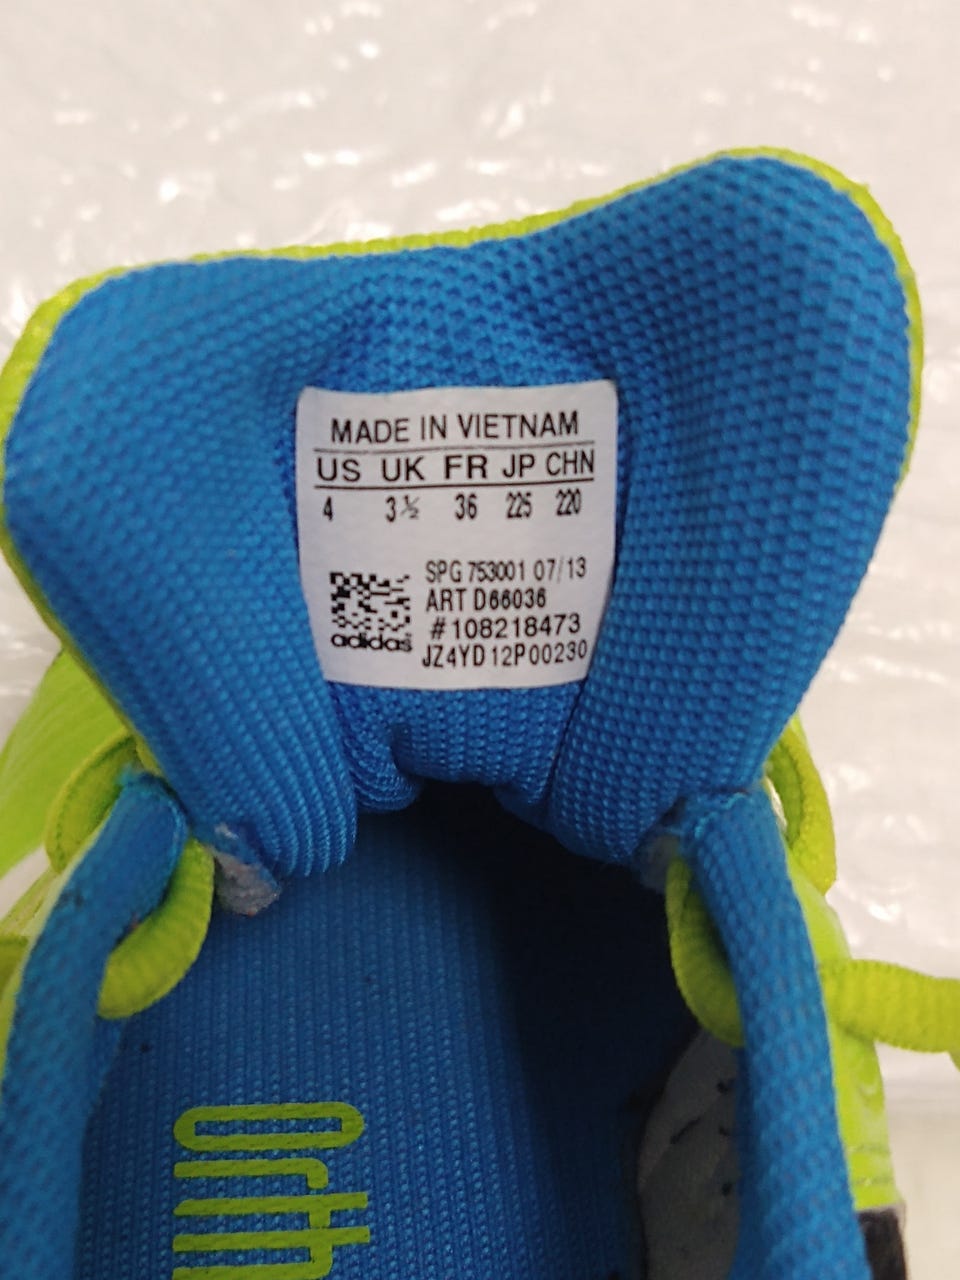 MADE IN VIETNAM
US UK FR JP CHN
4 3½ 36 225 220
SPG 753001 07/13
ART D66036
#108218473
JZ4YD 12P00230
adidas
Orth